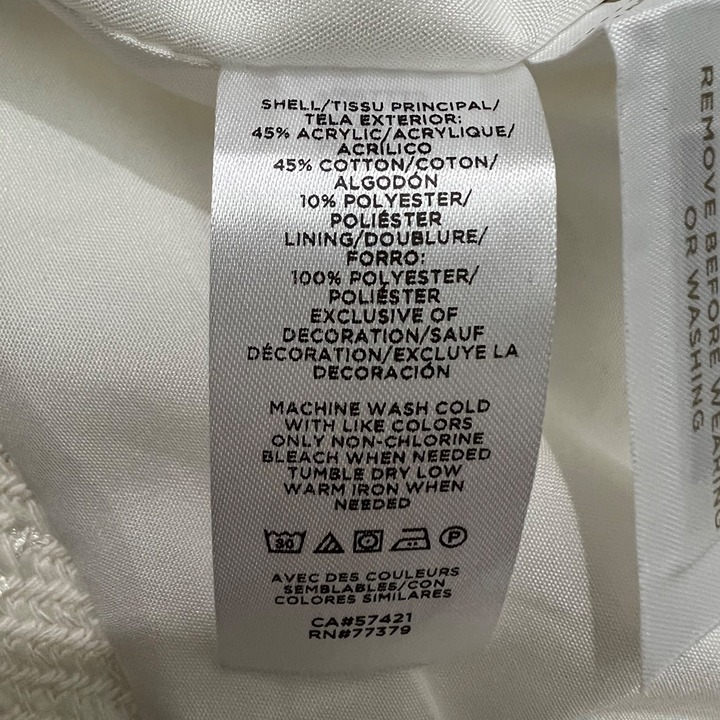 SHELL/TISSU PRINCIPAL/
TELA EXTERIOR:
45% ACRYLIC/ACRYLIQUE/
ACRÍLICO
45% COTTON/COTON/
ALGODÓN
10% POLYESTER/
POLIÉSTER
LINING/DOUBLURE/
FORRO:
100% POLYESTER/
POLIÉSTER
EXCLUSIVE OF
DECORATION/SAUF
DÉCORATION/EXCLUYE LA
DECORACIÓN
MACHINE WASH COLD
WITH LIKE COLORS
ONLY NON-CHLORINE
BLEACH WHEN NEEDED
TUMBLE DRY LOW
WARM IRON WHEN
NEEDED
30
P
AVEC DES COULEURS
SEMBLABLES/CON
COLORES SIMILARES
CA#57421
RN#77379
REMOVE BEFORE WEARING
OR WASHING